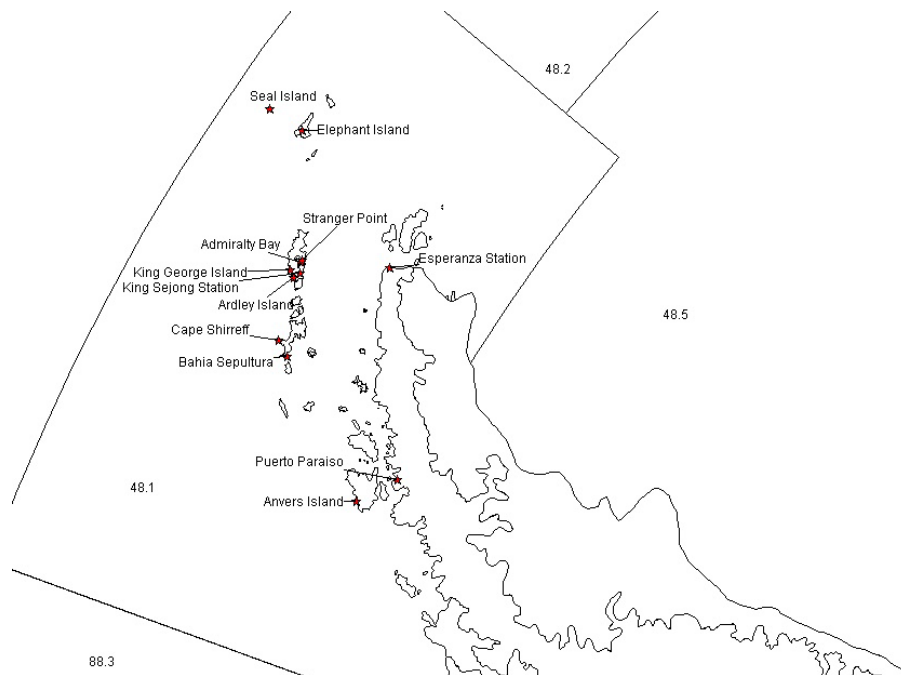 48.2
Seal Island
Elephant Island
Stranger Point
Admiralty Bay
Esperanza Station
King George Island
King Sejong Station
Ardley Island
48.5
Cape Shirreff
Bahia Sepultura
Puerto Paraiso
48.1
Anvers Island
88.3